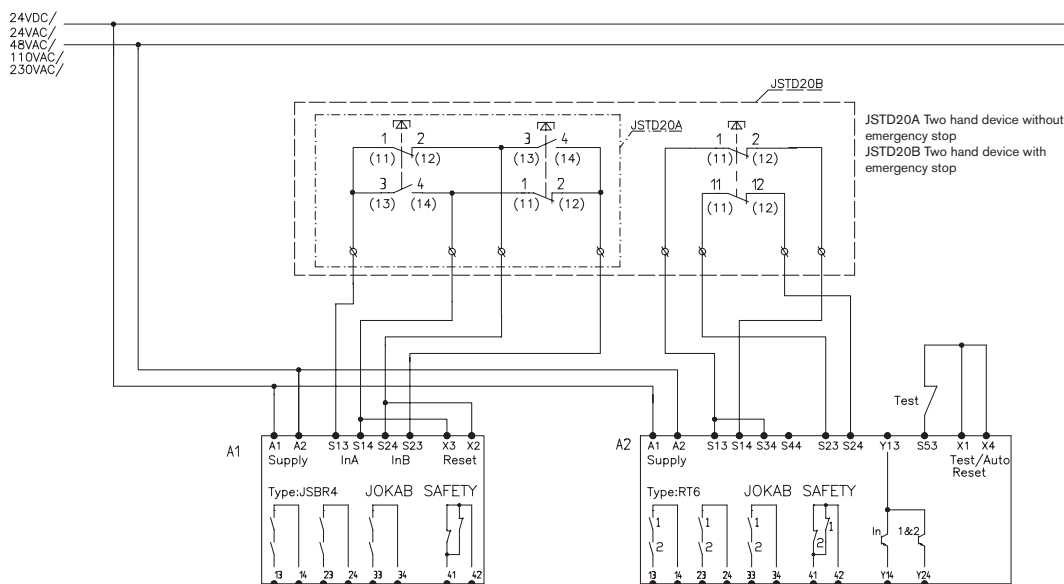 24VDC/
24VAC/
48VAC/
110VAC/
230VAC/
JSTD20B
JSTD20A
JSTD20A Two hand device without
emergency stop
JSTD20B Two hand device with
emergency stop
1 2 3 4 1 2
(11) (12) (13) (14) (11) (12)
3 4 1 2 11 12
(13) (14) (11) (12) (11) (12)
Test
A1
A1 A2 S13 S14 S24 S23 X3 X2
Supply InA InB Reset
Type:JSBR4 JOKAB SAFETY
13 14 23 24 33 34 41 42
A2
A1 A2 S13 S14 S34 S44 S23 S24 Y13 S53 X1 X4
Supply Test/Auto
Reset
Type:RT6 JOKAB SAFETY
1 1 1 1
2 2 2 2
In 1&2
13 14 23 24 33 34 41 42 Y14 Y24